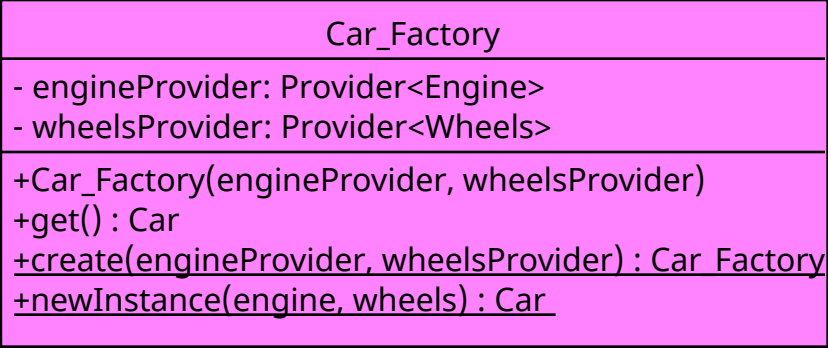 Car_Factory
- engineProvider: Provider<Engine>
- wheelsProvider: Provider<Wheels>
+Car_Factory(engineProvider, wheelsProvider)
+get() : Car
+create(engineProvider, wheelsProvider) : Car_Factory
+newInstance(engine, wheels) : Car